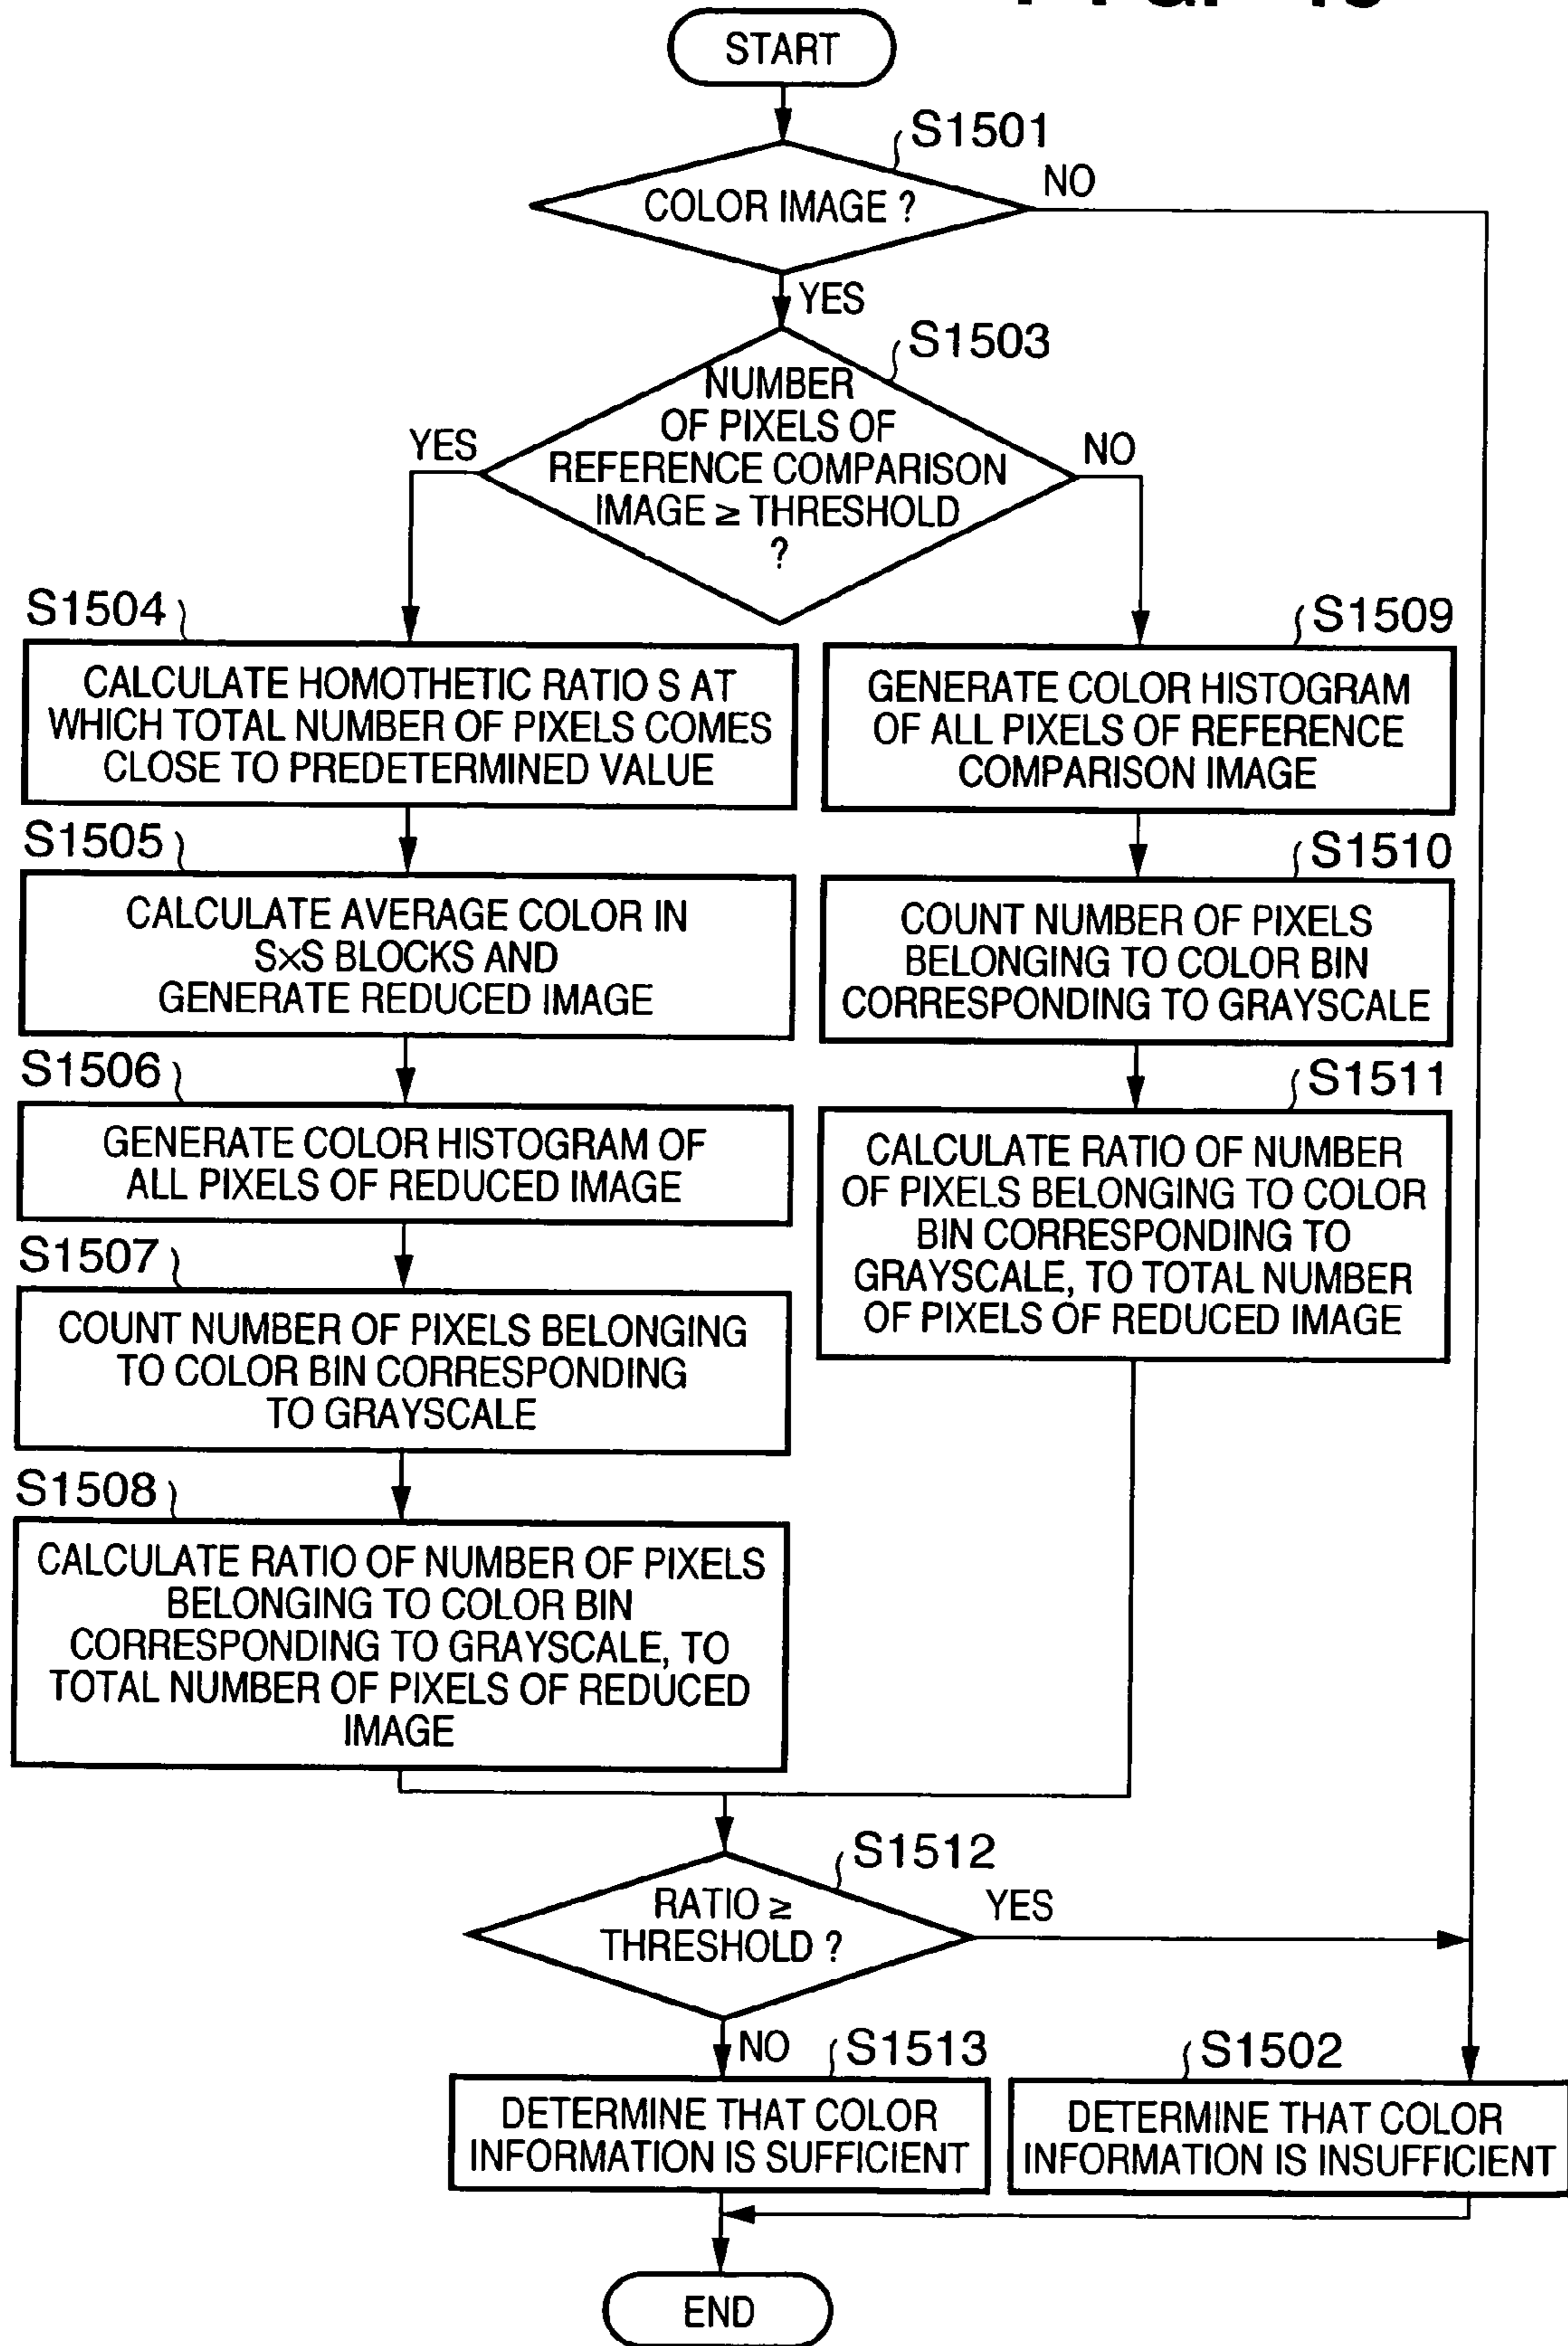 START
S1501
COLOR IMAGE ?
NO
YES
S1503
NUMBER
OF PIXELS OF
REFERENCE COMPARISON
IMAGE ≥ THRESHOLD
?
YES
NO
S1504
CALCULATE HOMOTHETIC RATIO S AT
WHICH TOTAL NUMBER OF PIXELS COMES
CLOSE TO PREDETERMINED VALUE
S1505
CALCULATE AVERAGE COLOR IN
S×S BLOCKS AND
GENERATE REDUCED IMAGE
S1506
GENERATE COLOR HISTOGRAM OF
ALL PIXELS OF REDUCED IMAGE
S1507
COUNT NUMBER OF PIXELS BELONGING
TO COLOR BIN CORRESPONDING
TO GRAYSCALE
S1508
CALCULATE RATIO OF NUMBER OF PIXELS
BELONGING TO COLOR BIN
CORRESPONDING TO GRAYSCALE, TO
TOTAL NUMBER OF PIXELS OF REDUCED
IMAGE
S1509
GENERATE COLOR HISTOGRAM
OF ALL PIXELS OF REFERENCE
COMPARISON IMAGE
S1510
COUNT NUMBER OF PIXELS
BELONGING TO COLOR BIN
CORRESPONDING TO GRAYSCALE
S1511
CALCULATE RATIO OF NUMBER
OF PIXELS BELONGING TO COLOR
BIN CORRESPONDING TO
GRAYSCALE, TO TOTAL NUMBER
OF PIXELS OF REDUCED IMAGE
S1512
RATIO ≥
THRESHOLD ?
YES
NO
S1513
DETERMINE THAT COLOR
INFORMATION IS SUFFICIENT
S1502
DETERMINE THAT COLOR
INFORMATION IS INSUFFICIENT
END